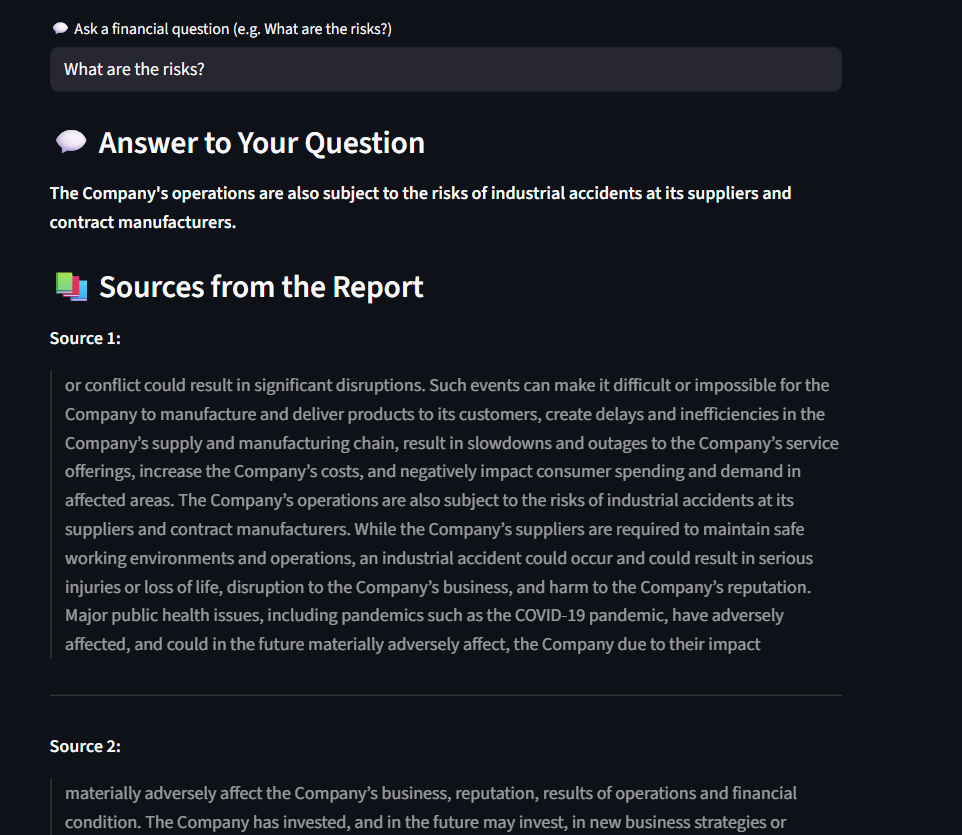 💬 Ask a financial question (e.g. What are the risks?)
What are the risks?
💬 Answer to Your Question
The Company's operations are also subject to the risks of industrial accidents at its suppliers and
contract manufacturers.
📚 Sources from the Report
Source 1:
or conflict could result in significant disruptions. Such events can make it difficult or impossible for the
Company to manufacture and deliver products to its customers, create delays and inefficiencies in the
Company’s supply and manufacturing chain, result in slowdowns and outages to the Company’s service
offerings, increase the Company’s costs, and negatively impact consumer spending and demand in
affected areas. The Company’s operations are also subject to the risks of industrial accidents at its
suppliers and contract manufacturers. While the Company’s suppliers are required to maintain safe
working environments and operations, an industrial accident could occur and could result in serious
injuries or loss of life, disruption to the Company’s business, and harm to the Company’s reputation.
Major public health issues, including pandemics such as the COVID-19 pandemic, have adversely
affected, and could in the future materially adversely affect, the Company due to their impact
Source 2:
materially adversely affect the Company’s business, reputation, results of operations and financial
condition. The Company has invested, and in the future may invest, in new business strategies or